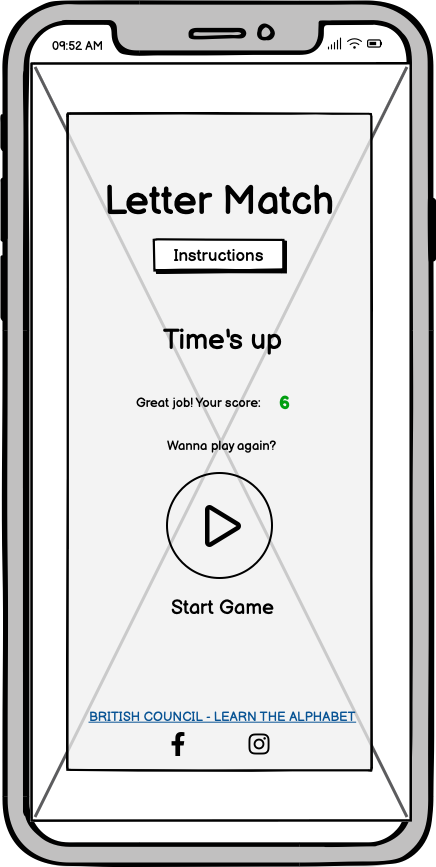 09:52 AM
Letter Match
Instructions
Time's up
Great job! Your score: 6
Wanna play again?
Start Game
BRITISH COUNCIL - LEARN THE ALPHABET